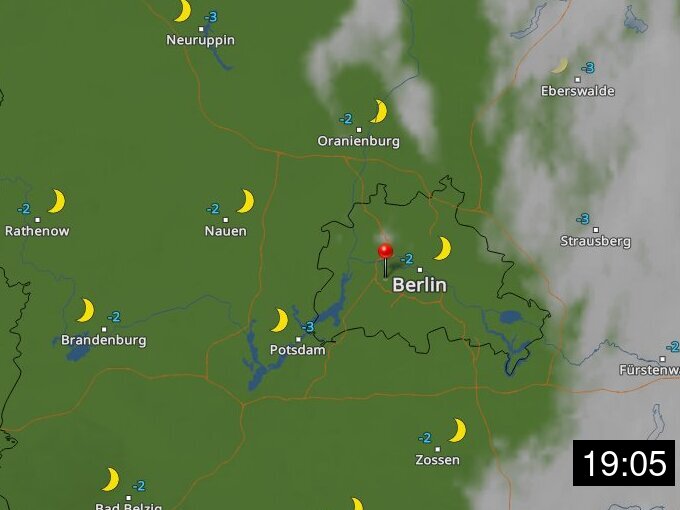 -3
Neuruppin
-3
Eberswalde
-2
Oranienburg
-2
Rathenow
-2
Nauen
-3
Strausberg
-2
Berlin
-2
Brandenburg
-3
Potsdam
-2
Fürstenwa
-2
Zossen
19:05
-2
Bad Belzig